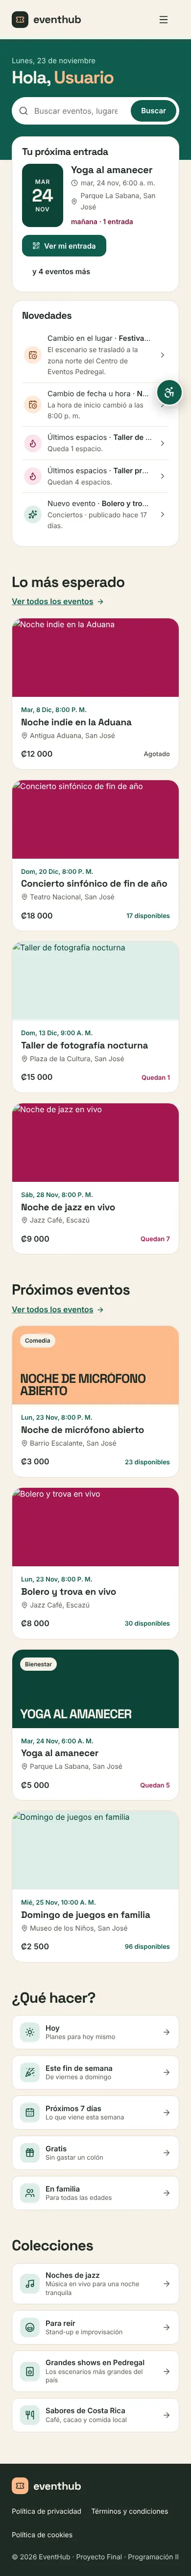 eventhub
Lunes, 23 de noviembre
Hola, Usuario
Buscar eventos, lugare
Buscar
Tu próxima entrada
MAR
24
NOV
Yoga al amanecer
mar, 24 nov, 6:00 a. m.
Parque La Sabana, San
José
mañana · 1 entrada
Ver mi entrada
y 4 eventos más
Novedades
Cambio en el lugar · Festiva...
El escenario se trasladó a la
zona norte del Centro de
Eventos Pedregal.
Cambio de fecha u hora · N...
La hora de inicio cambió a las
8:00 p. m.
Últimos espacios · Taller de ...
Queda 1 espacio.
Últimos espacios · Taller pr...
Quedan 4 espacios.
Nuevo evento · Bolero y tro...
Conciertos · publicado hace 17
días.
Lo más esperado
Ver todos los eventos
Noche indie en la Aduana
Mar, 8 Dic, 8:00 P. M.
Noche indie en la Aduana
Antigua Aduana, San José
₡12 000
Agotado
Concierto sinfónico de fin de año
Dom, 20 Dic, 8:00 P. M.
Concierto sinfónico de fin de año
Teatro Nacional, San José
₡18 000
17 disponibles
Taller de fotografía nocturna
Dom, 13 Dic, 9:00 A. M.
Taller de fotografía nocturna
Plaza de la Cultura, San José
₡15 000
Quedan 1
Noche de jazz en vivo
Sáb, 28 Nov, 8:00 P. M.
Noche de jazz en vivo
Jazz Café, Escazú
₡9 000
Quedan 7
Próximos eventos
Ver todos los eventos
Comedia
NOCHE DE MICRÓFONO
ABIERTO
Lun, 23 Nov, 8:00 P. M.
Noche de micrófono abierto
Barrio Escalante, San José
₡3 000
23 disponibles
Bolero y trova en vivo
Lun, 23 Nov, 8:00 P. M.
Bolero y trova en vivo
Jazz Café, Escazú
₡8 000
30 disponibles
Bienestar
YOGA AL AMANECER
Mar, 24 Nov, 6:00 A. M.
Yoga al amanecer
Parque La Sabana, San José
₡5 000
Quedan 5
Domingo de juegos en familia
Mié, 25 Nov, 10:00 A. M.
Domingo de juegos en familia
Museo de los Niños, San José
₡2 500
96 disponibles
¿Qué hacer?
Hoy
Planes para hoy mismo
Este fin de semana
De viernes a domingo
Próximos 7 días
Lo que viene esta semana
Gratis
Sin gastar un colón
En familia
Para todas las edades
Colecciones
Noches de jazz
Música en vivo para una noche
tranquila
Para reír
Stand-up e improvisación
Grandes shows en Pedregal
Los escenarios más grandes del
país
Sabores de Costa Rica
Café, cacao y comida local
eventhub
Política de privacidad
Términos y condiciones
Política de cookies
© 2026 EventHub · Proyecto Final · Programación II